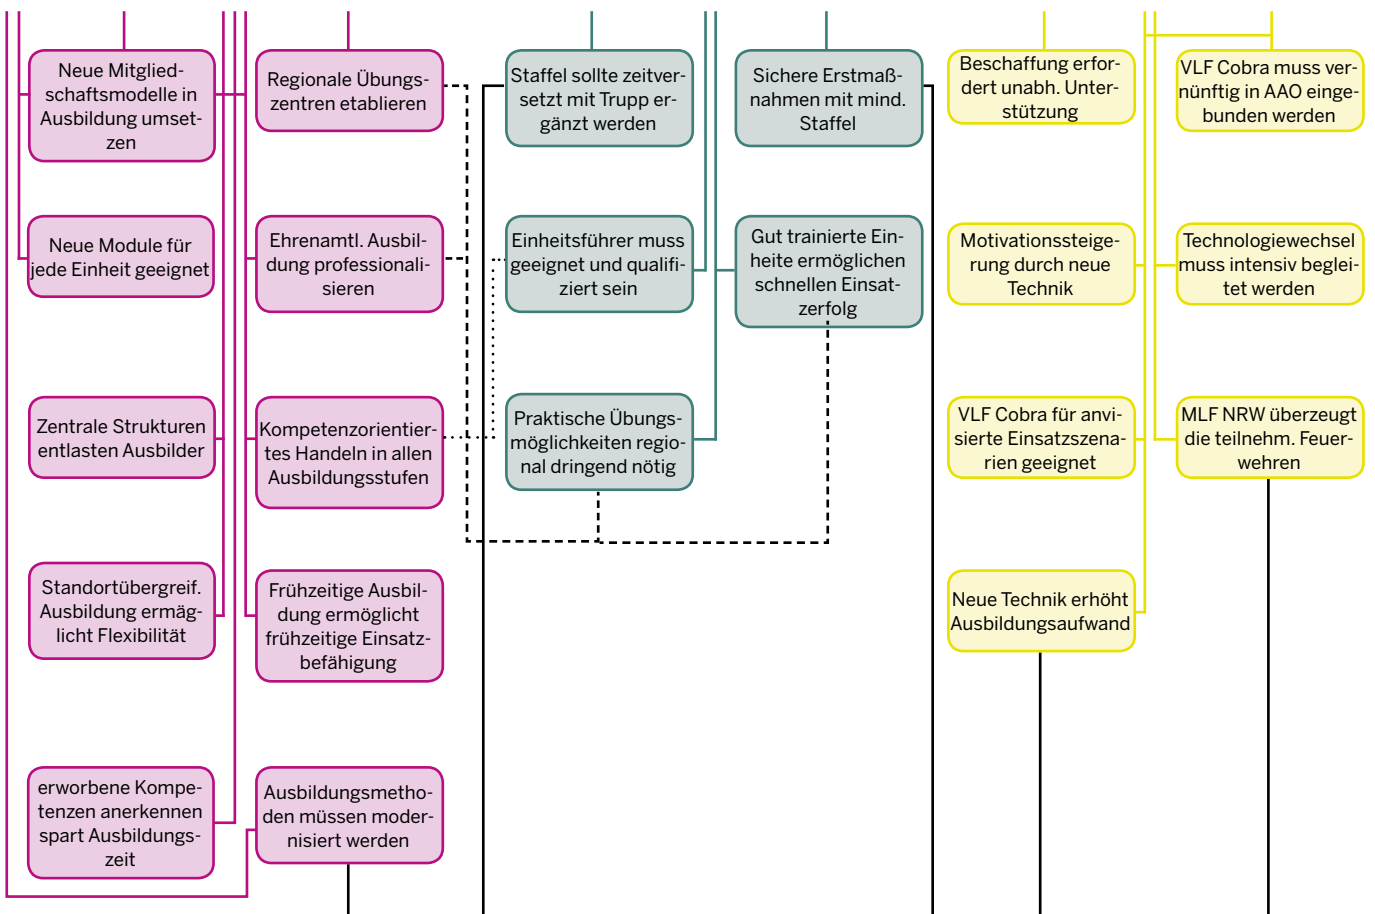 Neue Mitglied-
schaftsmodelle in
Ausbildung umset-
zen
Regionale Übungs-
zentren etablieren
Staffel sollte zeitver-
setzt mit Trupp er-
gänzt werden
Sichere Erstmaß-
nahmen mit mind.
Staffel
Beschaffung erfor-
dert unabh. Unter-
stützung
VLF Cobra muss ver-
nünftig in AAO einge-
bunden werden
Neue Module für
jede Einheit geeignet
Ehrenamtl. Ausbil-
dung professionali-
sieren
Einheitsführer muss
geeignet und qualifi-
ziert sein
Gut trainierte Ein-
heite ermöglichen
schnellen Einsatz-
zerfolg
Motivationssteige-
rung durch neue
Technik
Technologiewechsel
muss intensiv beglei-
tet werden
Zentrale Strukturen
entlasten Ausbilder
Kompetenzorientier-
tes Handeln in allen
Ausbildungsstufen
Praktische Übungs-
möglichkeiten regio-
nal dringend nötig
VLF Cobra für anvi-
sierte Einsatzszena-
rien geeignet
MLF NRW überzeugt
die teilnehm. Feuer-
wehren
Standortübergreif.
Ausbildung ermäg-
licht Flexibilität
Frühzeitige Ausbil-
dung ermöglicht
frühzeitige Einsatz-
befähigung
Neue Technik erhöht
Ausbildungsaufwand
erworbene Kompe-
tenzen anerkennen
spart Ausbildungs-
zeit
Ausbildungsmetho-
den müssen moder-
nisiert werden